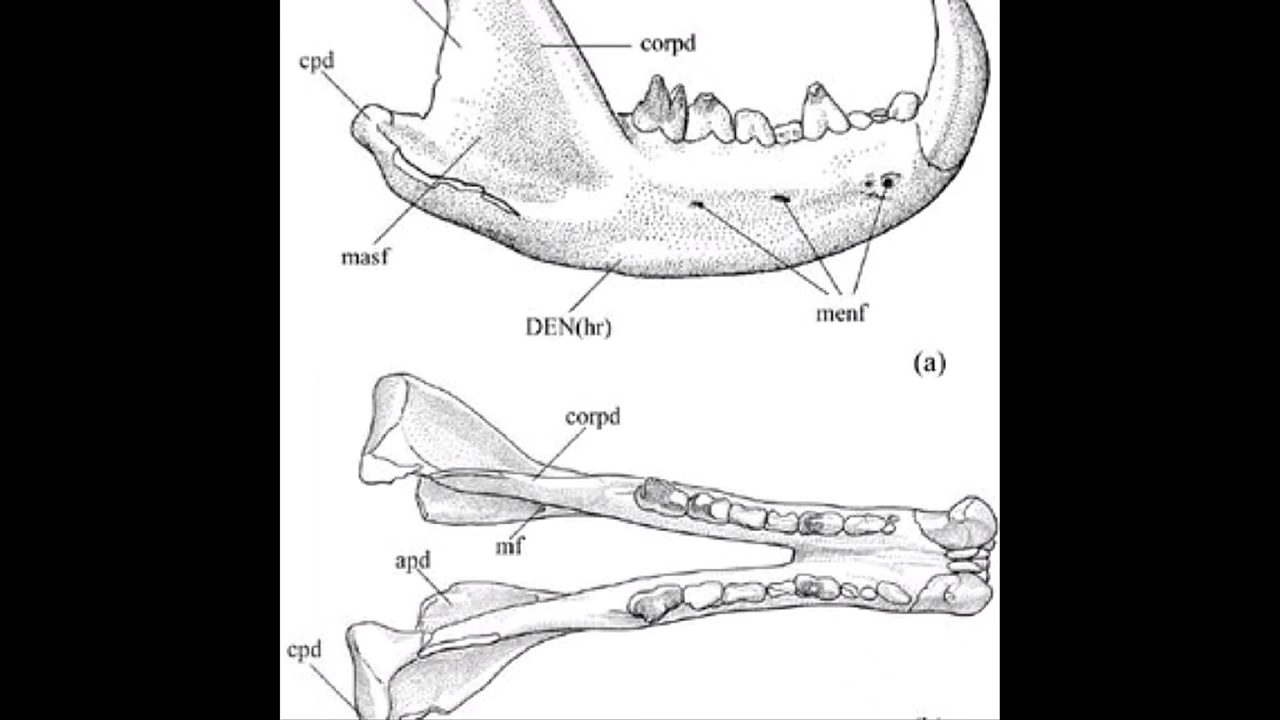 corpd
cpd
masf
DEN(hr)
menf
(a)
corpd
mf
apd
cpd